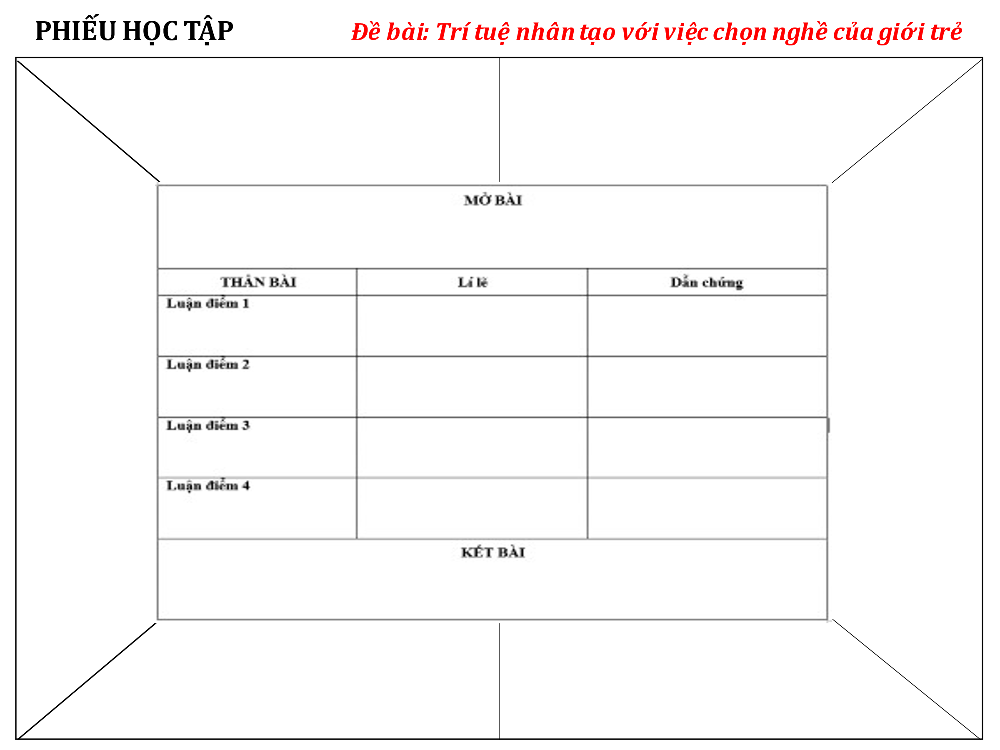 PHIẾU HỌC TẬP
Đề bài: Trí tuệ nhân tạo với việc chọn nghề của giới trẻ
MỞ BÀI
THÂN BÀI
Lí lẽ
Dẫn chứng
Luận điểm 1
Luận điểm 2
Luận điểm 3
Luận điểm 4
KẾT BÀI